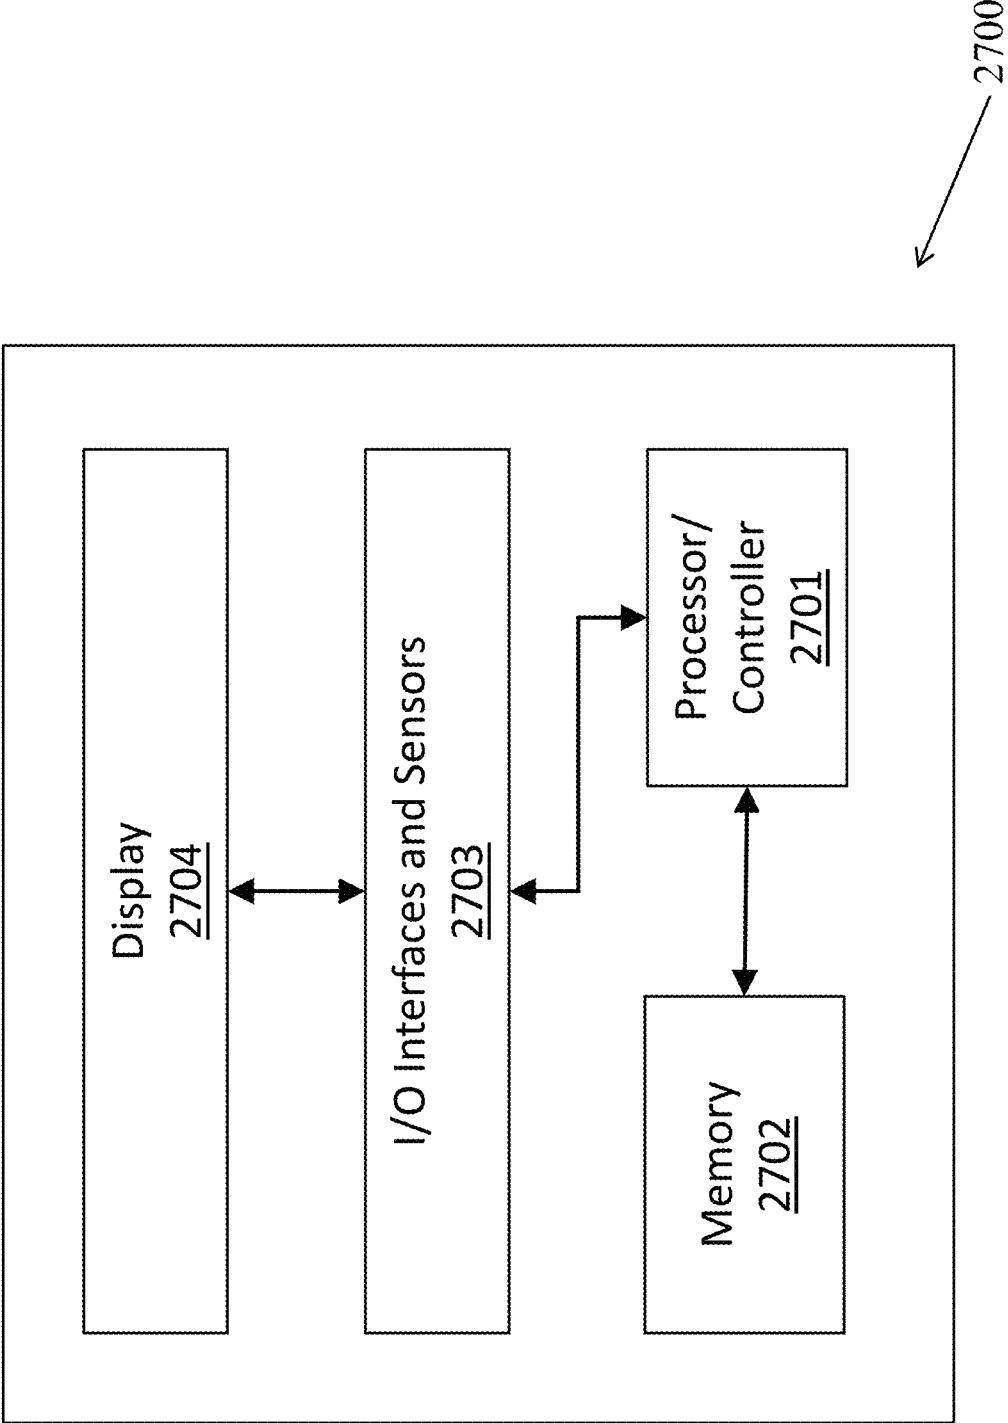 Display
2704
I/O Interfaces and Sensors
2703
Memory
2702
Processor/
Controller
2701
2700